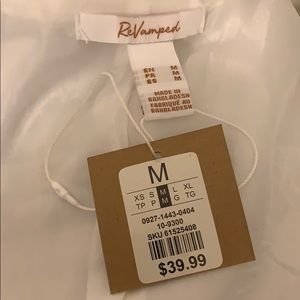 ReVamped
EN M
FR M
ES M
MADE IN
BANGLADESH
FABRIQUÉ AU
BANGLADESH
M
XS S M L XL
TP P M G TG
0927-1443-0404
10-9300
SKU 61525408
$39.99